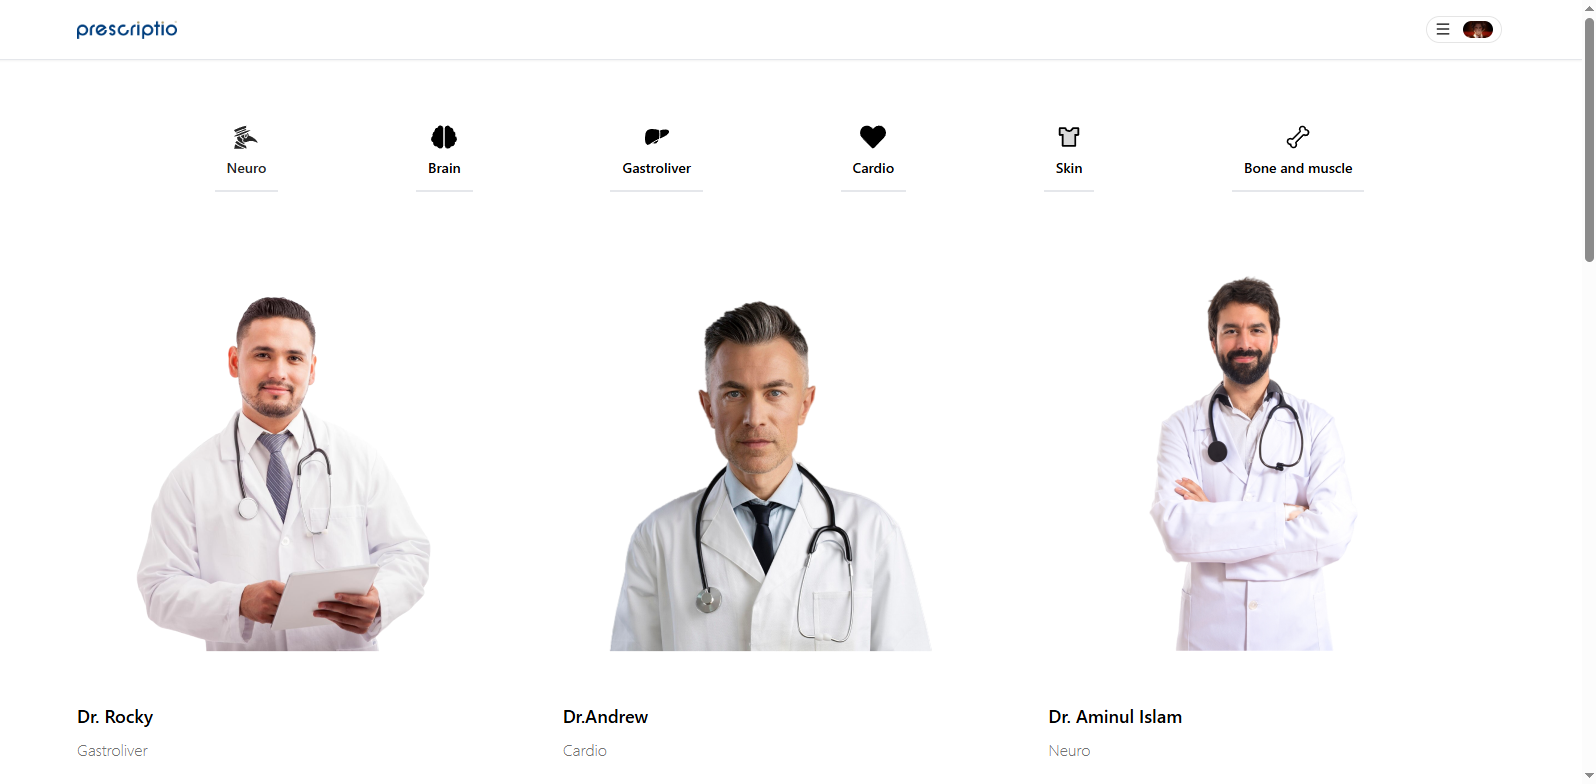 prescriptio
Neuro
Brain
Gastroliver
Cardio
Skin
Bone and muscle
Dr. Rocky
Gastroliver
Dr.Andrew
Cardio
Dr. Aminul Islam
Neuro